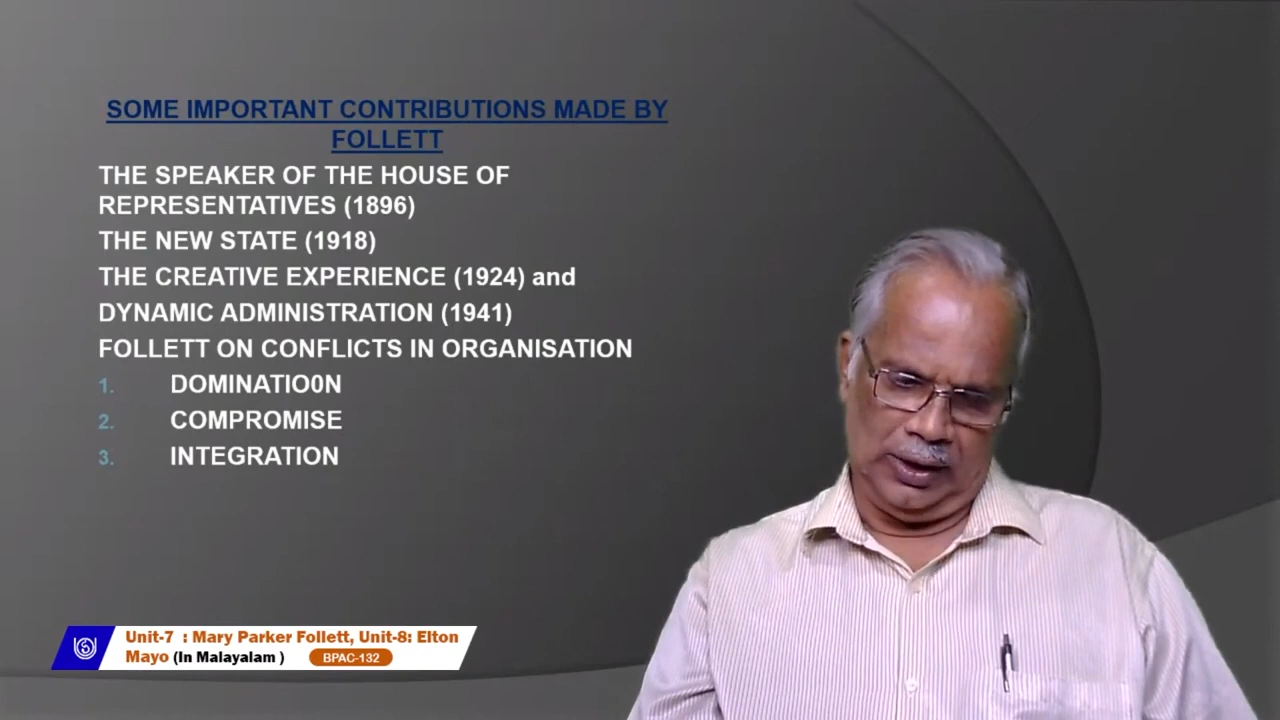 SOME IMPORTANT CONTRIBUTIONS MADE BY
FOLLETT
THE SPEAKER OF THE HOUSE OF
REPRESENTATIVES (1896)
THE NEW STATE (1918)
THE CREATIVE EXPERIENCE (1924) and
DYNAMIC ADMINISTRATION (1941)
FOLLETT ON CONFLICTS IN ORGANISATION
1. DOMINATIO0N
2. COMPROMISE
3. INTEGRATION
Unit-7 : Mary Parker Follett, Unit-8: Elton
Mayo (In Malayalam ) BPAC-132